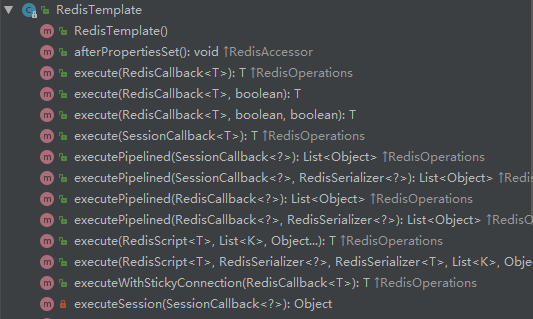 RedisTemplate
RedisTemplate()
afterPropertiesSet(): void ↑RedisAccessor
execute(RedisCallback<T>): T ↑RedisOperations
execute(RedisCallback<T>, boolean): T
execute(RedisCallback<T>, boolean, boolean): T
execute(SessionCallback<T>): T ↑RedisOperations
executePipelined(SessionCallback<?>): List<Object> ↑RedisOperations
executePipelined(SessionCallback<?>, RedisSerializer<?>): List<Object> ↑Redis
executePipelined(RedisCallback<?>): List<Object> ↑RedisOperations
executePipelined(RedisCallback<?>, RedisSerializer<?>): List<Object> ↑RedisO
execute(RedisScript<T>, List<K>, Object...): T ↑RedisOperations
execute(RedisScript<T>, RedisSerializer<?>, RedisSerializer<T>, List<K>, Obje
executeWithStickyConnection(RedisCallback<T>): T ↑RedisOperations
executeSession(SessionCallback<?>): Object